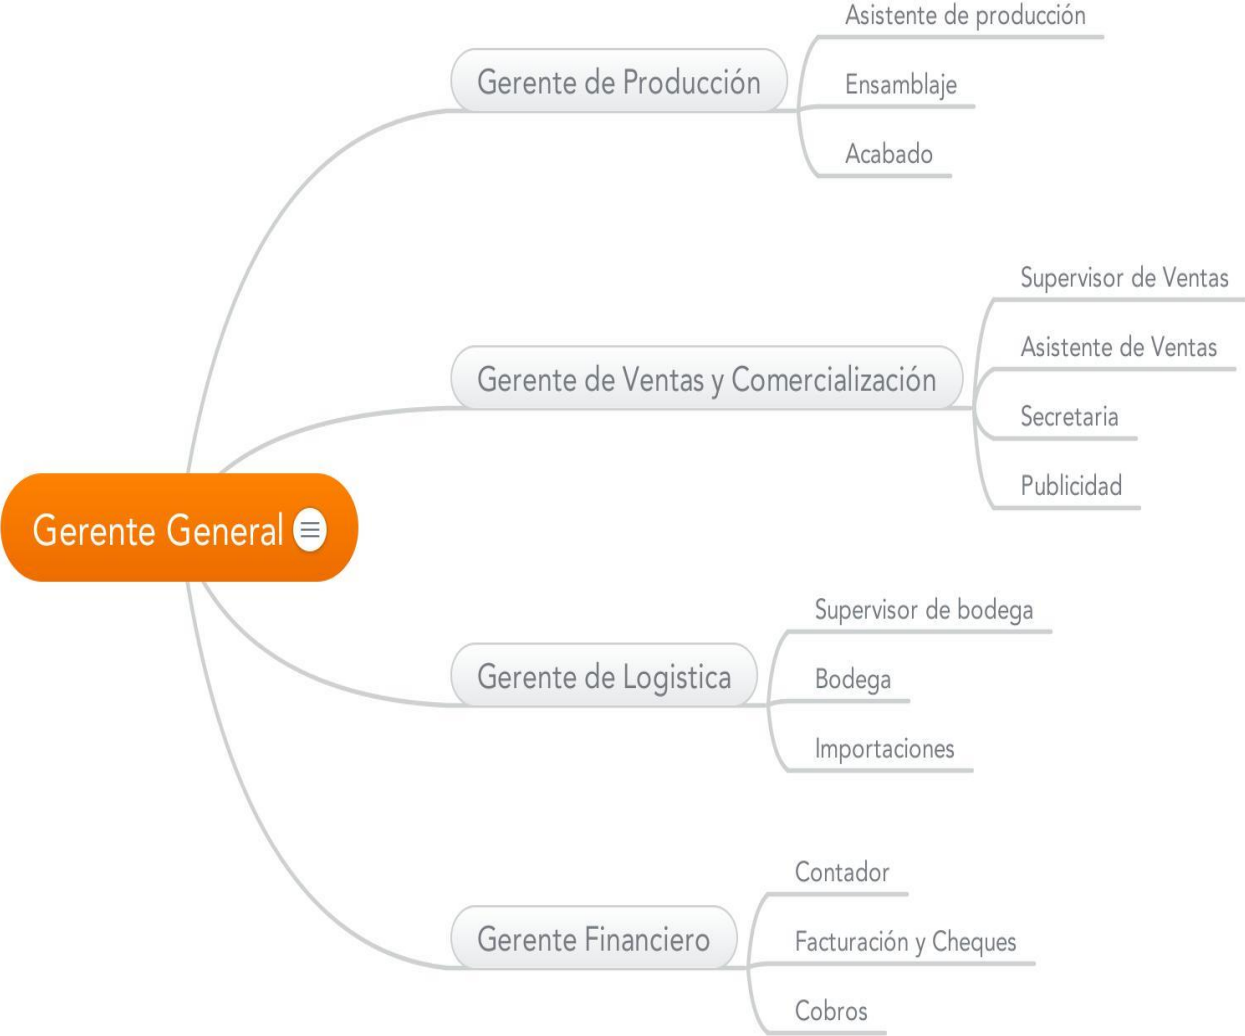 Gerente General
Gerente de Producción
Asistente de producción
Ensamblaje
Acabado
Gerente de Ventas y Comercialización
Supervisor de Ventas
Asistente de Ventas
Secretaria
Publicidad
Gerente de Logistica
Supervisor de bodega
Bodega
Importaciones
Gerente Financiero
Contador
Facturación y Cheques
Cobros